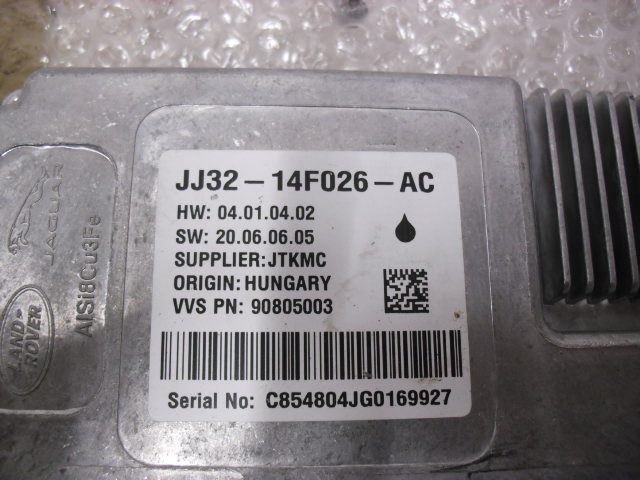 JJ32-14F026-AC
HW: 04.01.04.02
SW: 20.06.06.05
SUPPLIER:JTKMC
ORIGIN: HUNGARY
VVS PN: 90805003
Serial No: C854804JG0169927
JAGUAR
LAND-
ROVER
AlSi8Cu3Fe